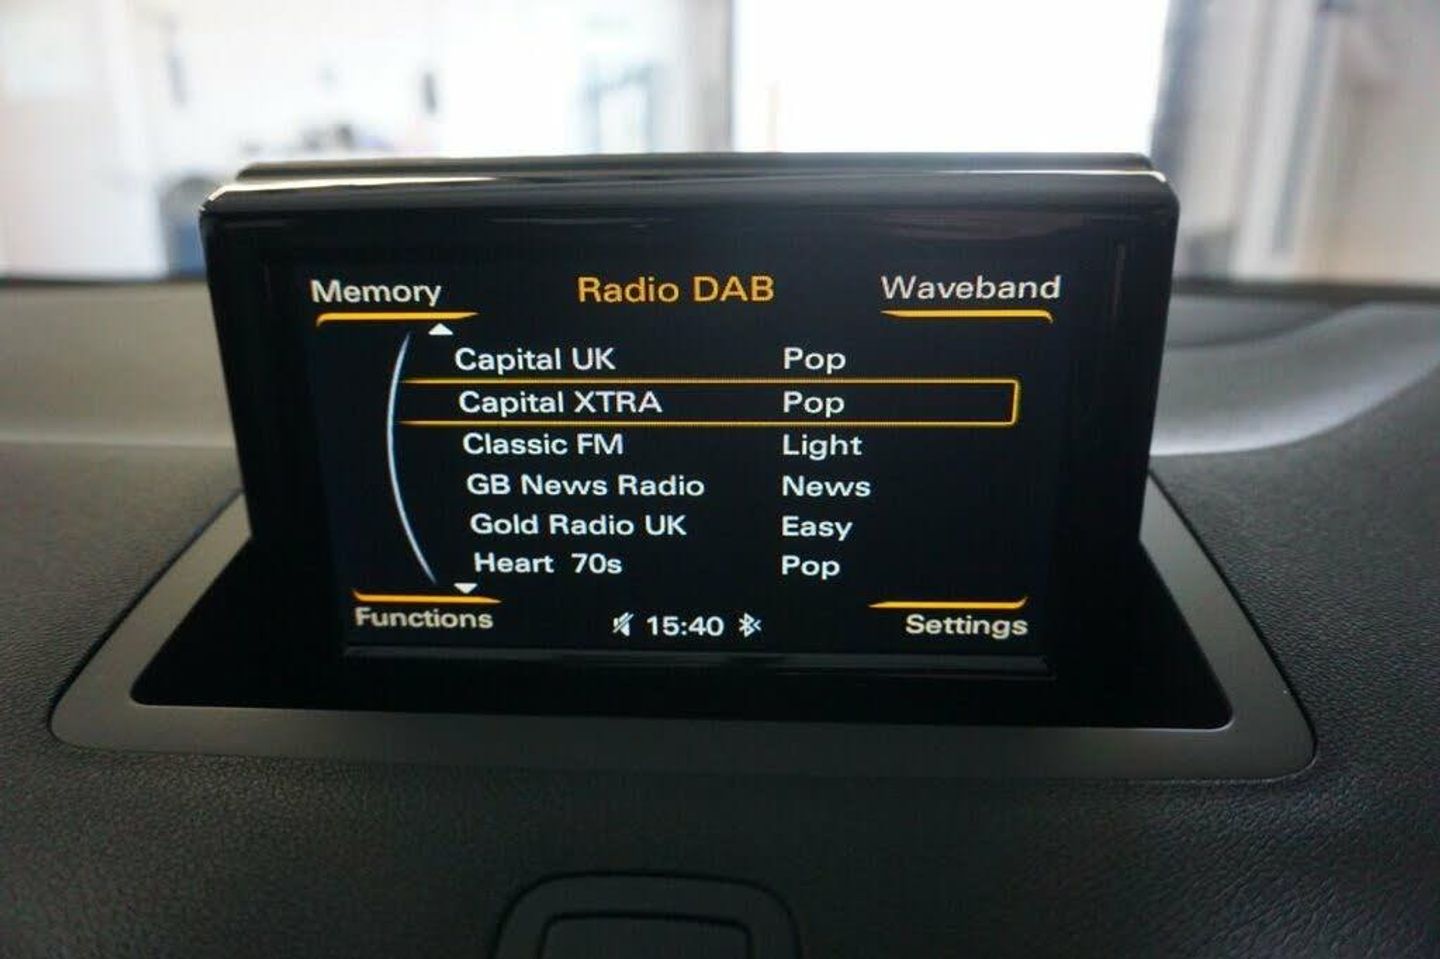 Memory Radio DAB Waveband
Capital UK Pop
Capital XTRA Pop
Classic FM Light
GB News Radio News
Gold Radio UK Easy
Heart 70s Pop
Functions 15:40 Settings